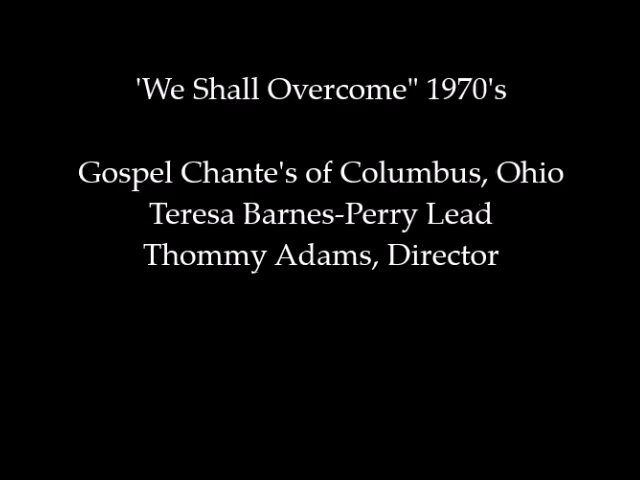 'We Shall Overcome" 1970's
Gospel Chante's of Columbus, Ohio
Teresa Barnes-Perry Lead
Thommy Adams, Director